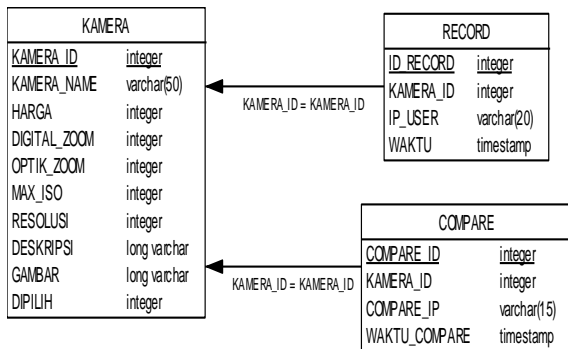 KAMERA
KAMERA_ID integer
KAMERA_NAME varchar(50)
HARGA integer
DIGITAL_ZOOM integer
OPTIK_ZOOM integer
MAX_ISO integer
RESOLUSI integer
DESKRIPSI long varchar
GAMBAR long varchar
DIPILIH integer
KAMERA_ID = KAMERA_ID
RECORD
ID_RECORD integer
KAMERA_ID integer
IP_USER varchar(20)
WAKTU timestamp
KAMERA_ID = KAMERA_ID
COMPARE
COMPARE_ID integer
KAMERA_ID integer
COMPARE_IP varchar(15)
WAKTU_COMPARE timestamp